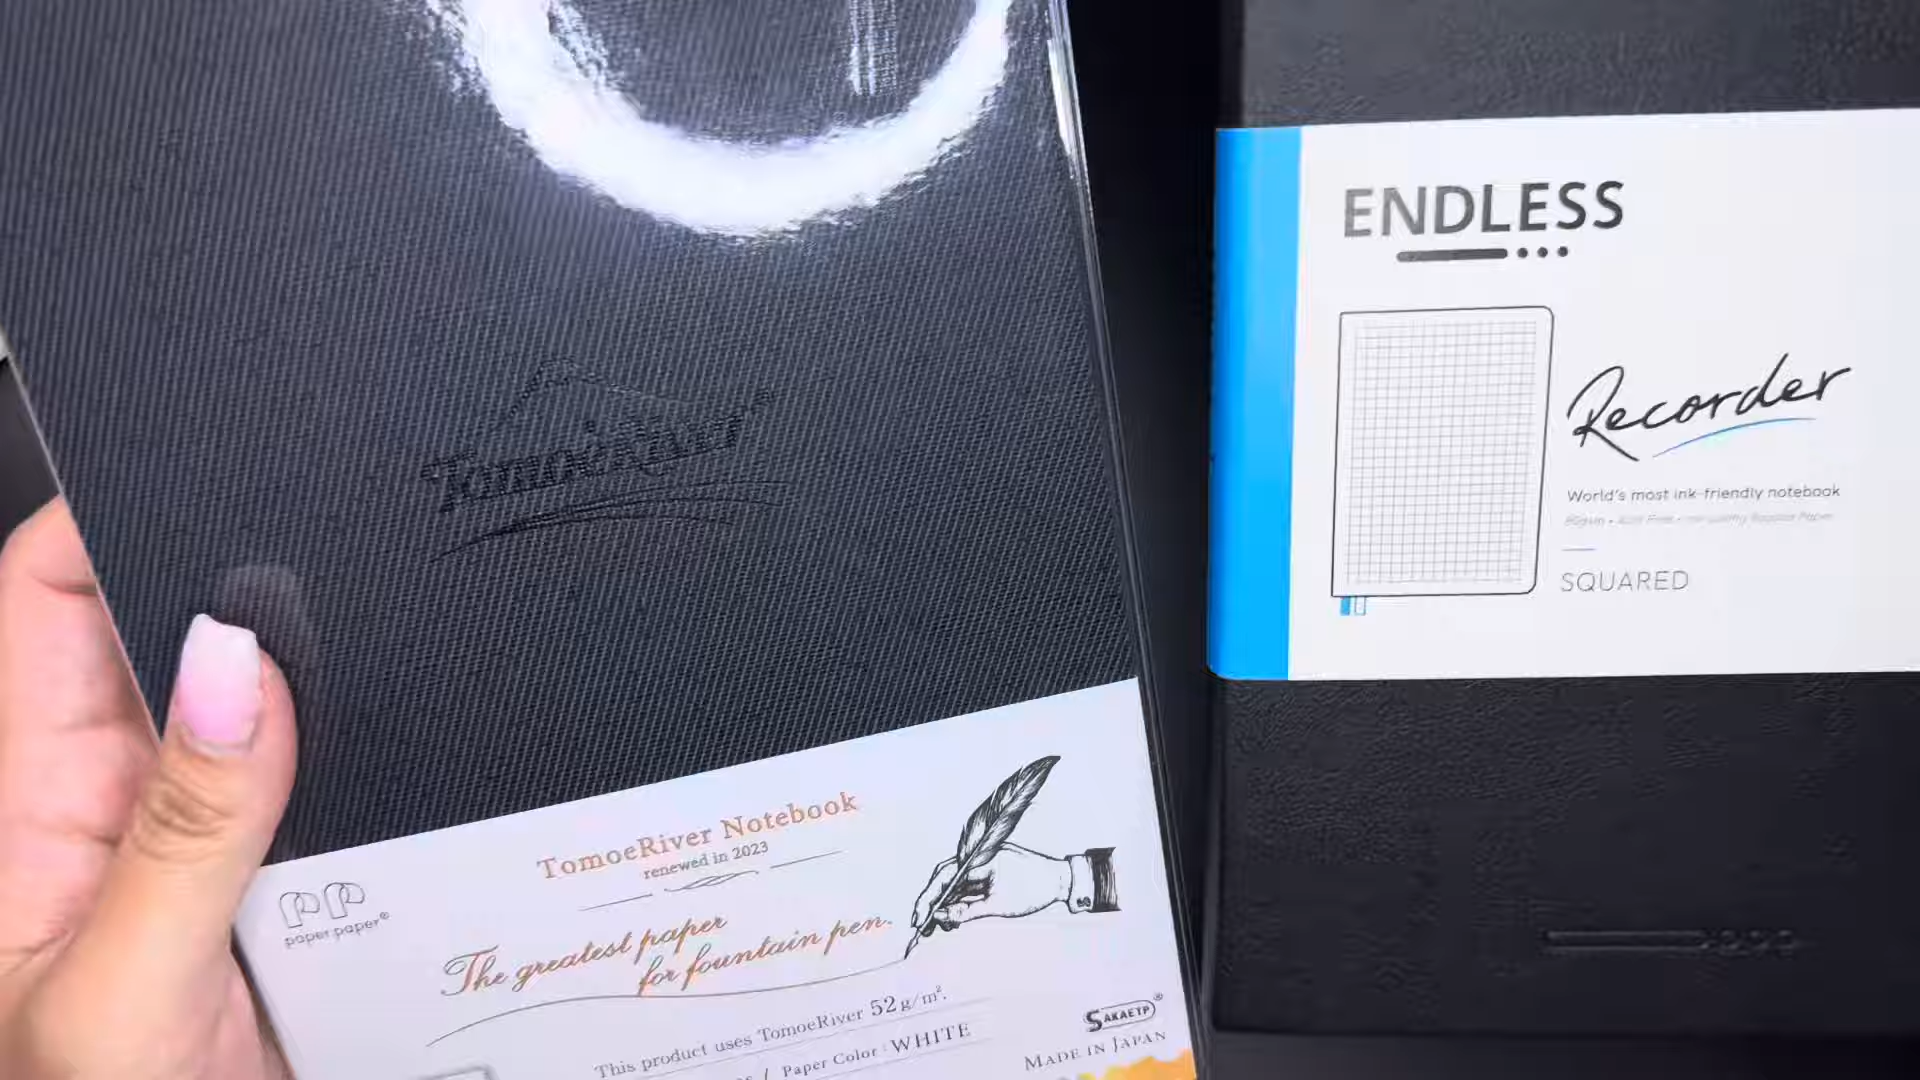 TomoeRiver®
TomoeRiver Notebook
renewed in 2023
paper.paper®
The greatest paper
for fountain pen.
This product uses TomoeRiver 52g/m².
/ Paper Color : WHITE
SAKAETP®
MADE IN JAPAN
ENDLESS
Recorder
World's most ink-friendly notebook
SQUARED